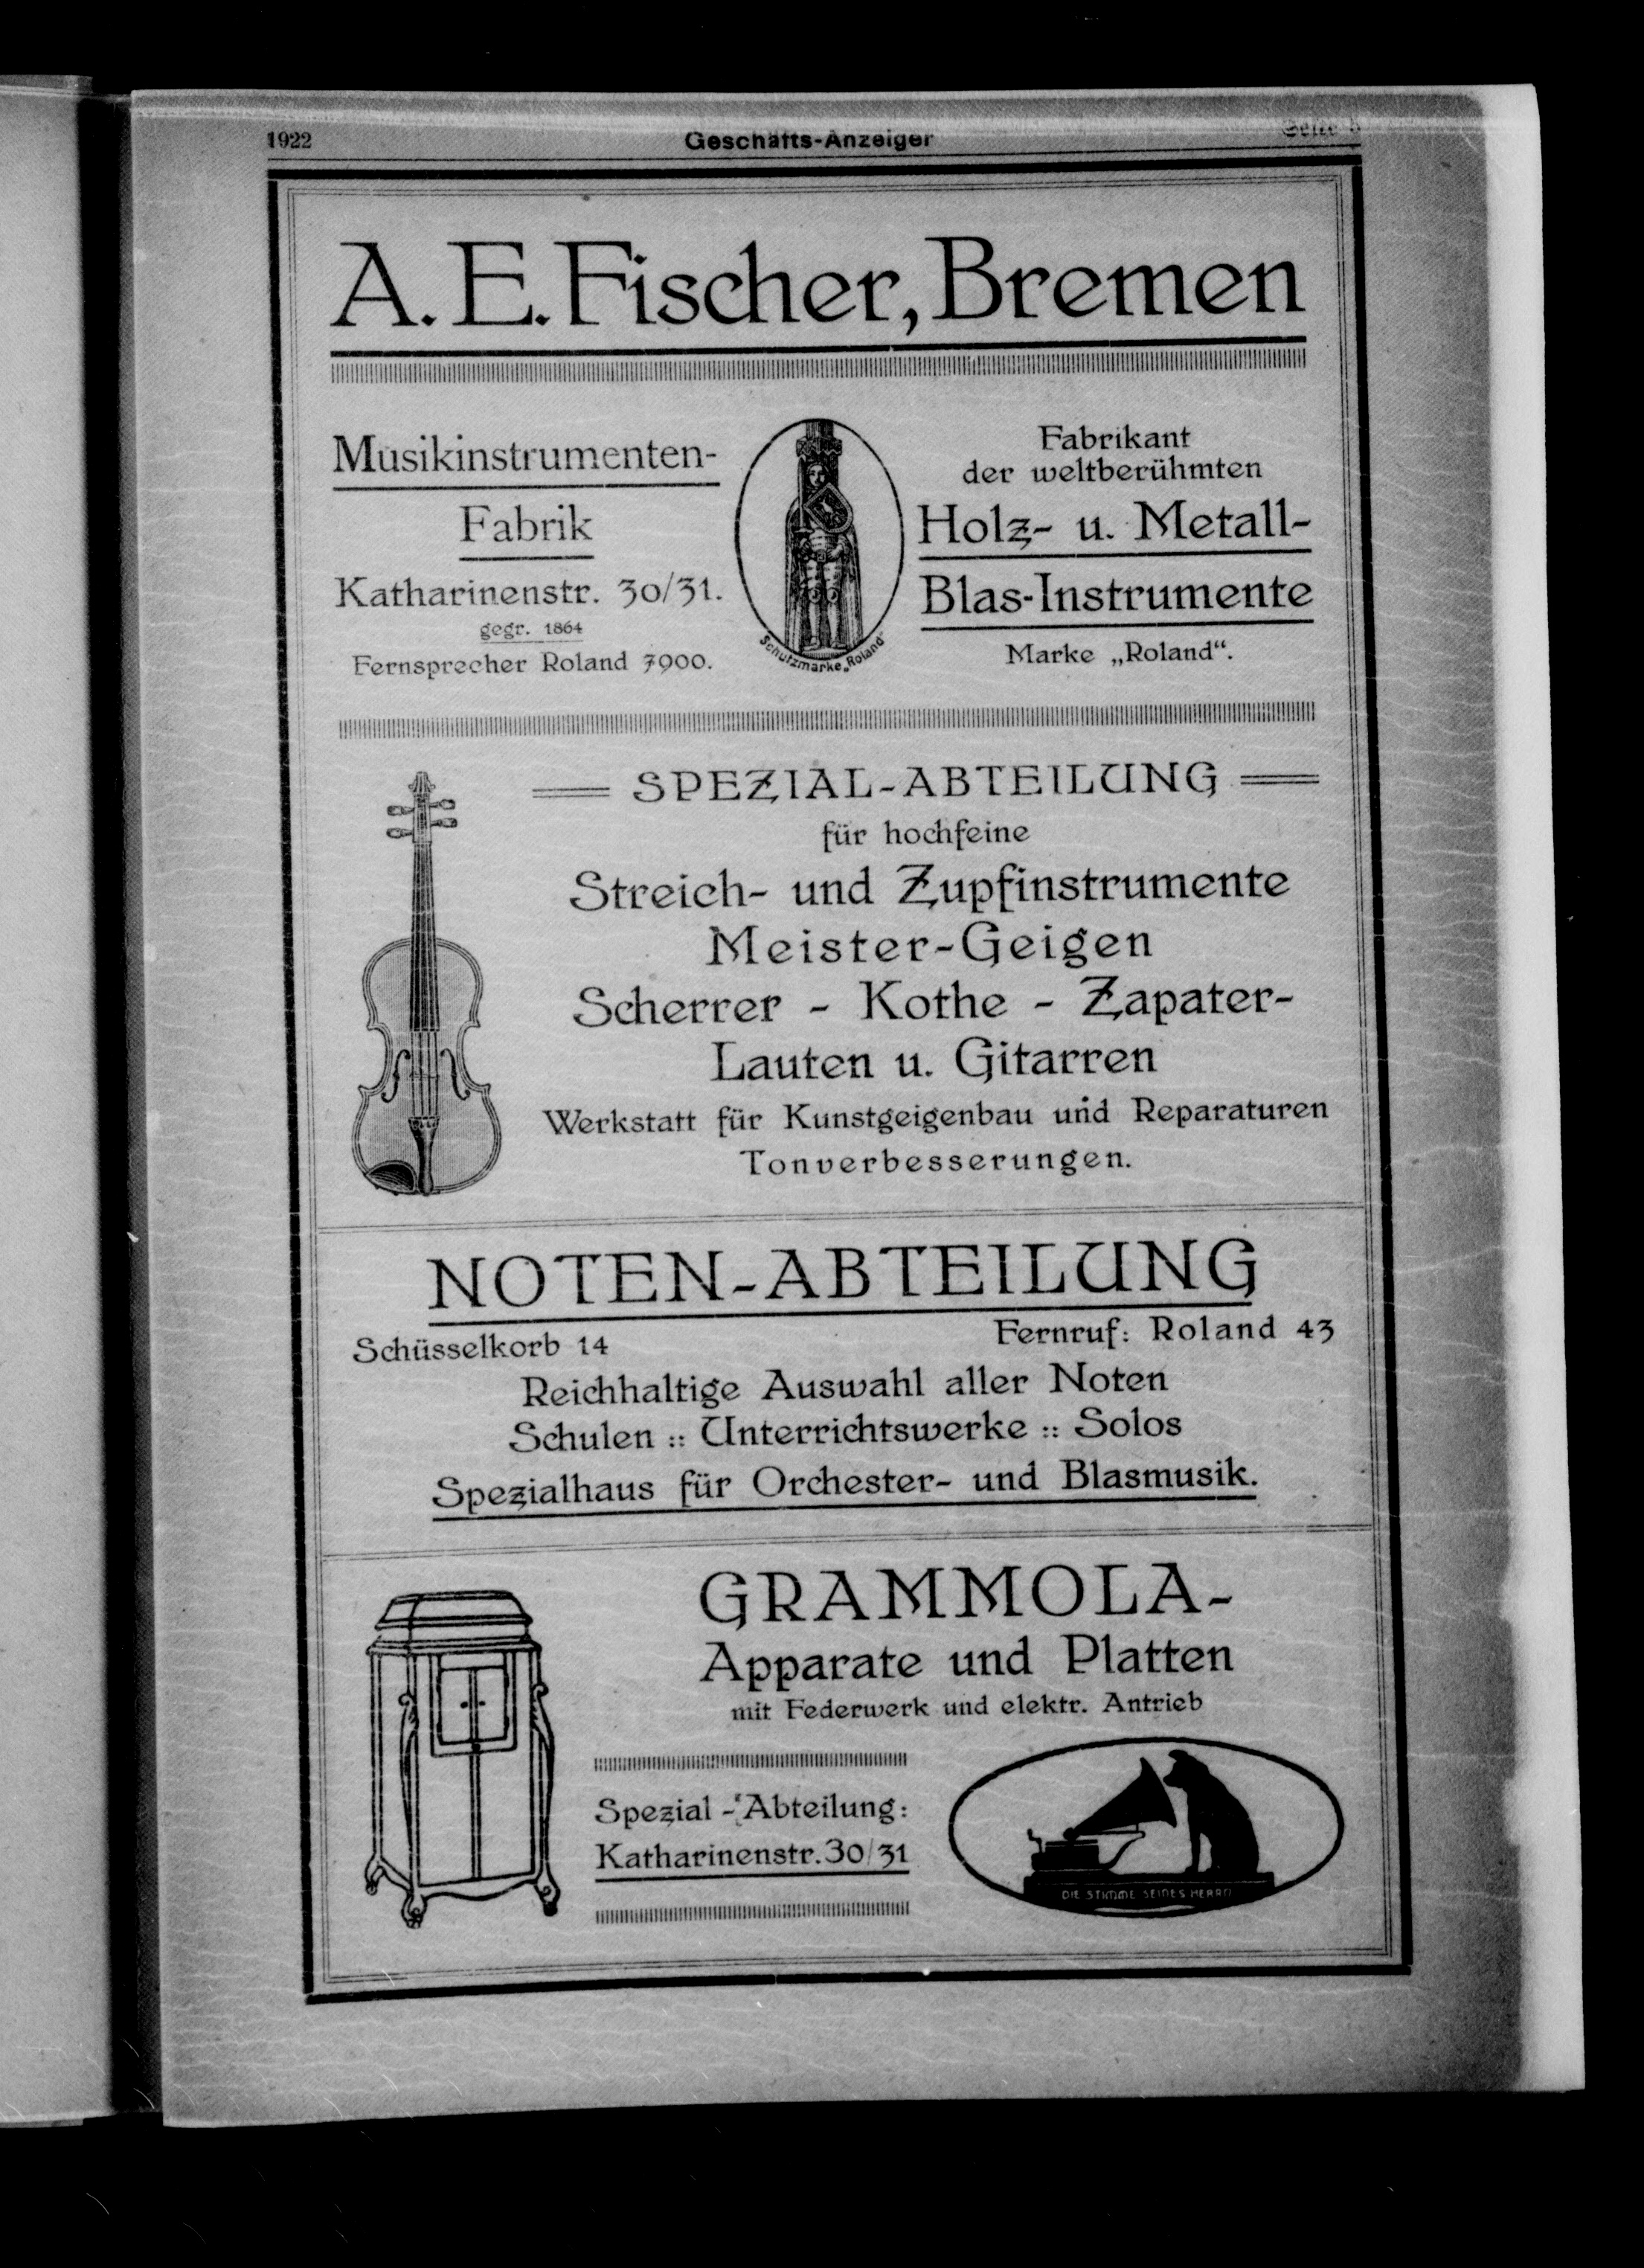 1922 Geschäfts-Anzeiger Seite
A. E. Fischer, Bremen
Musikinstrumenten-
Fabrik
Katharinenstr. 30/31.
gegr. 1864
Fernsprecher Roland 7900.
Schutzmarke „Roland“
Fabrikant
der weltberühmten
Holz- u. Metall-
Blas-Instrumente
Marke „Roland“.
SPEZIAL-ABTEILUNG
für hochfeine
Streich- und Zupfinstrumente
Meister-Geigen
Scherrer - Kothe - Zapater-
Lauten u. Gitarren
Werkstatt für Kunstgeigenbau und Reparaturen
Tonverbesserungen.
NOTEN-ABTEILUNG
Schüsselkorb 14 Fernruf: Roland 43
Reichhaltige Auswahl aller Noten
Schulen :: Unterrichtswerke :: Solos
Spezialhaus für Orchester- und Blasmusik.
GRAMMOLA-
Apparate und Platten
mit Federwerk und elektr. Antrieb
Spezial-Abteilung:
Katharinenstr. 30/31
DIE STIMME SEINES HERRN